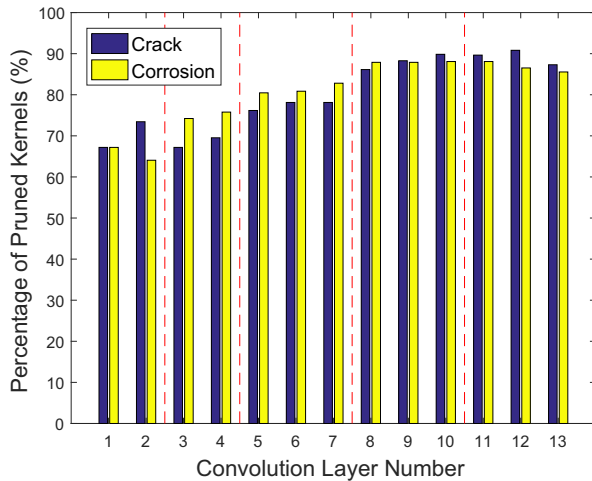 Crack
Corrosion
Percentage of Pruned Kernels (%)
100
90
80
70
60
50
40
30
20
10
0
1 2 3 4 5 6 7 8 9 10 11 12 13
Convolution Layer Number